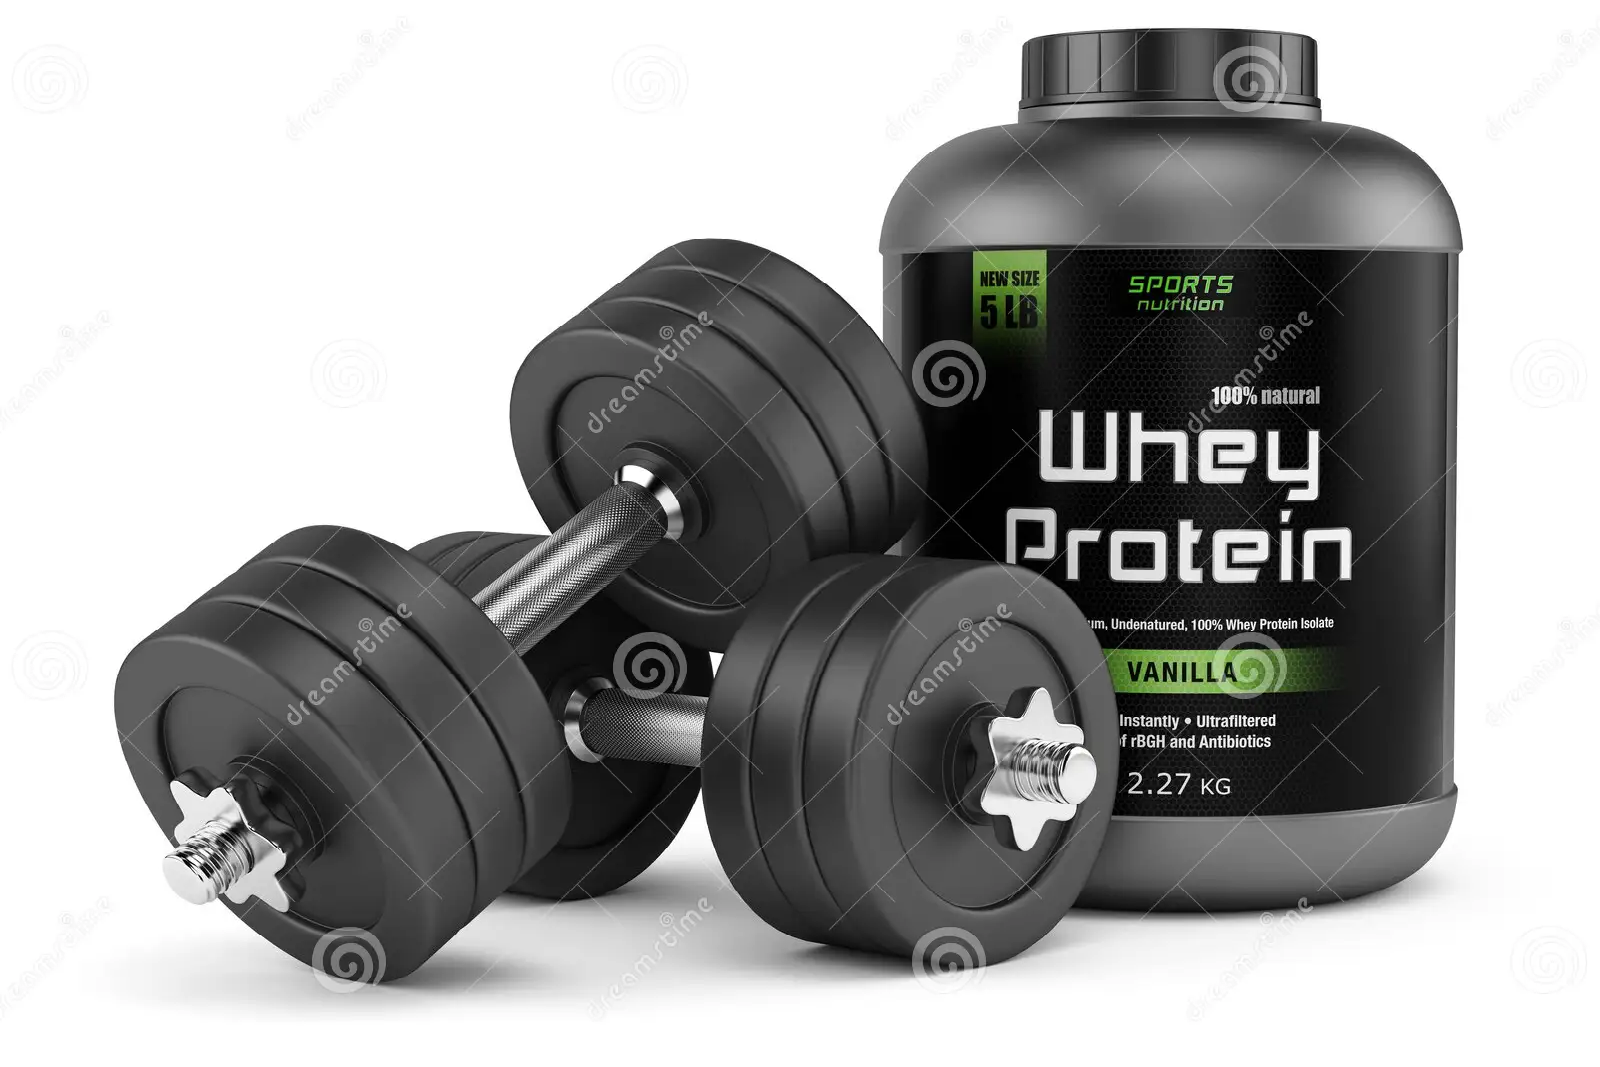 NEW SIZE
5 LB
SPORTS
nutrition
100% natural
Whey
Protein
Undenatured, 100% Whey Protein Isolate
VANILLA
Instantly • Ultrafiltered
rBGH and Antibiotics
2.27 KG
dreamstime